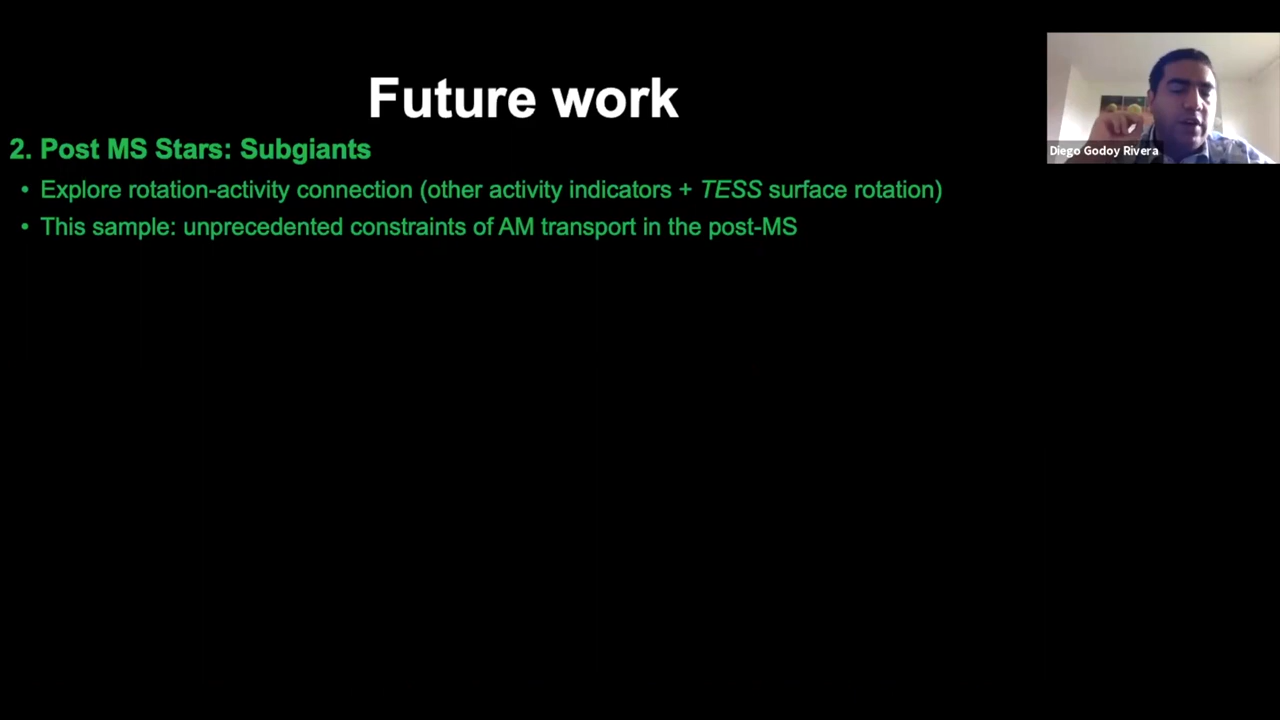 Future work
2. Post MS Stars: Subgiants
• Explore rotation-activity connection (other activity indicators + TESS surface rotation)
• This sample: unprecedented constraints of AM transport in the post-MS
Diego Godoy Rivera